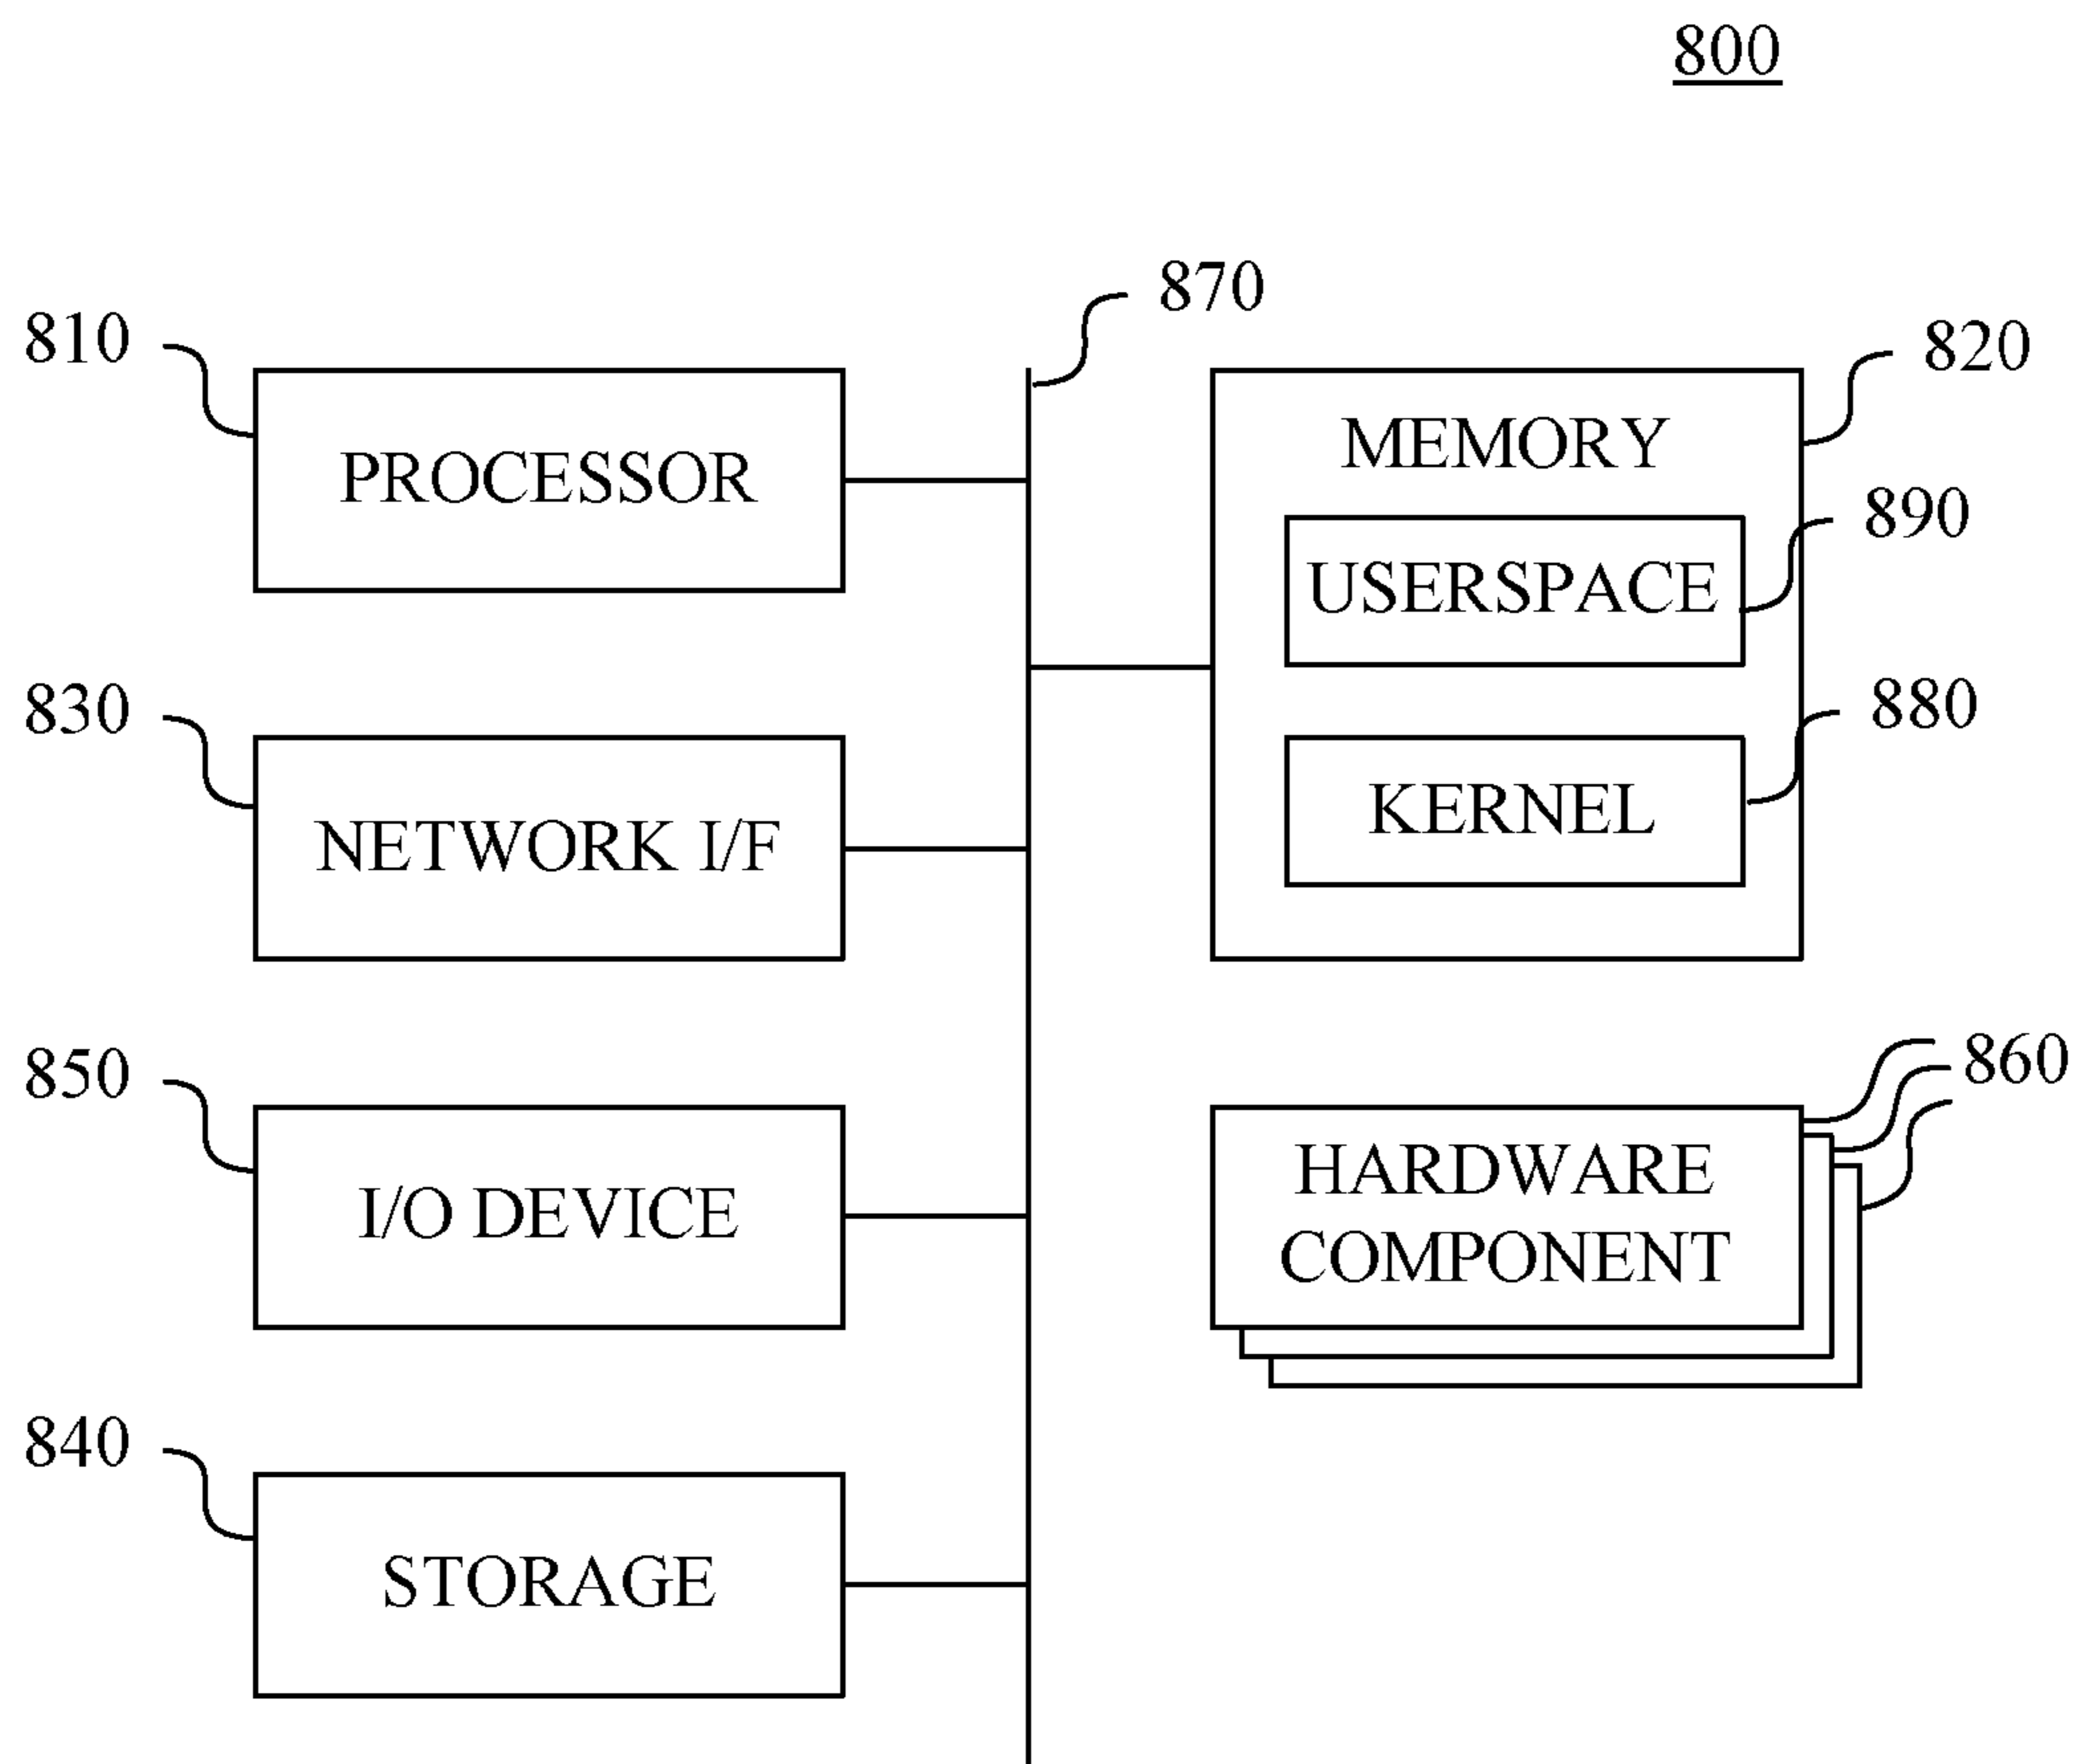 800
870
810
820
PROCESSOR
MEMORY
890
USERSPACE
830
880
NETWORK I/F
KERNEL
850
860
I/O DEVICE
HARDWARE
COMPONENT
840
STORAGE